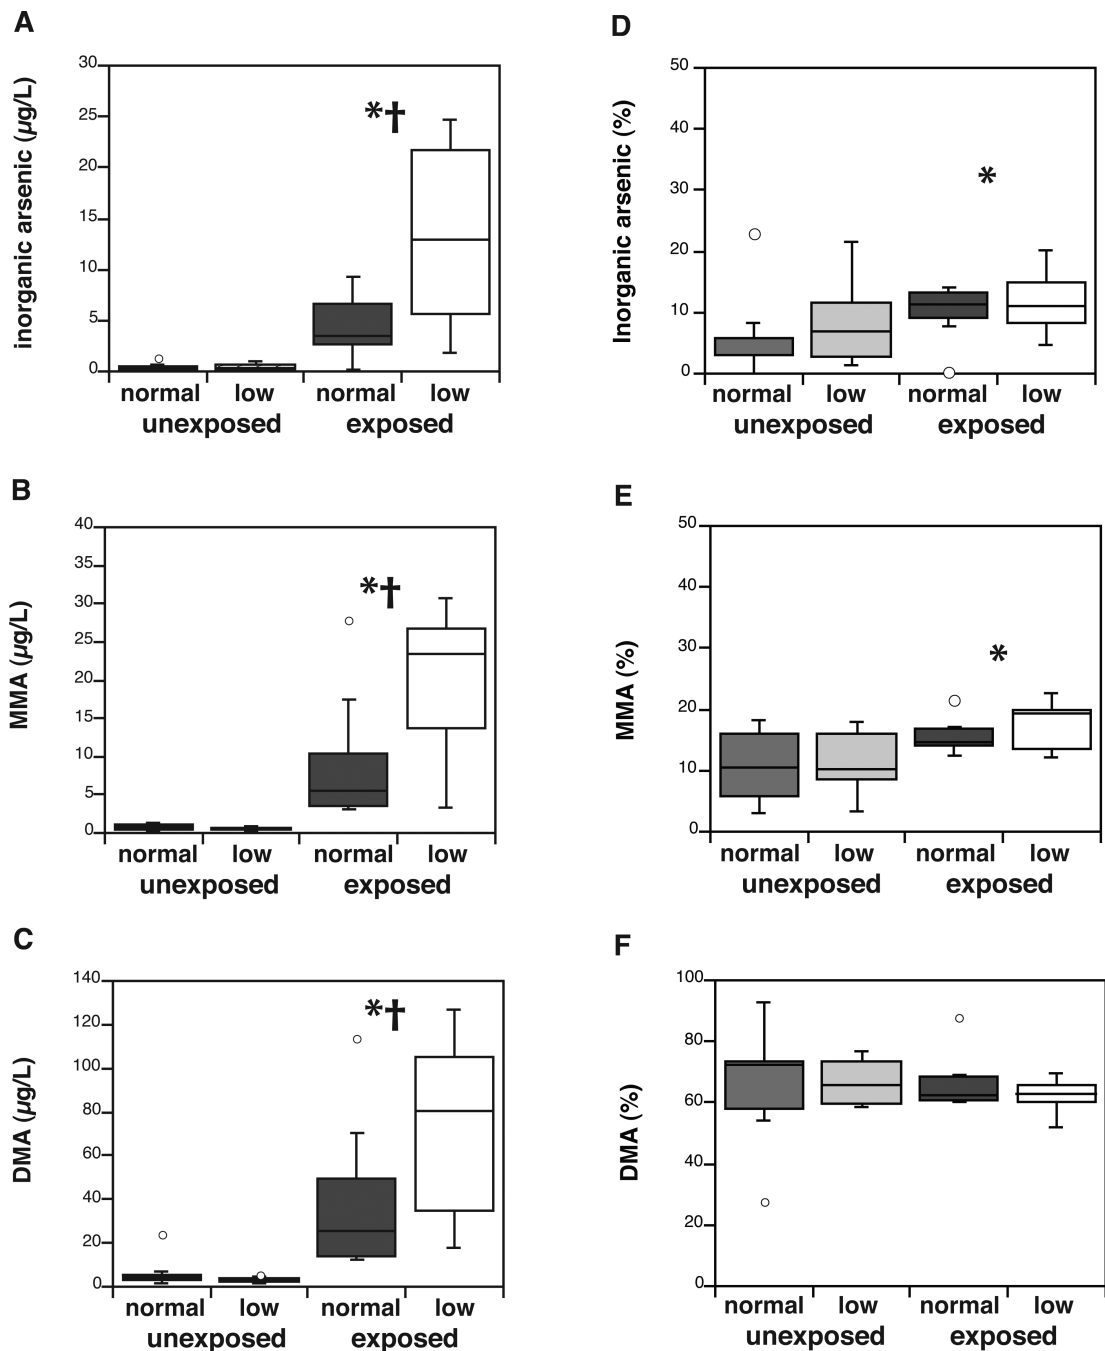 A
inorganic arsenic (µg/L)
30
25
20
15
10
5
0
*†
normal low normal low
unexposed exposed
D
Inorganic arsenic (%)
50
40
30
20
10
0
*
normal low normal low
unexposed exposed
B
MMA (µg/L)
40
35
30
25
20
15
10
5
0
*†
normal low normal low
unexposed exposed
E
MMA (%)
50
40
30
20
10
0
*
normal low normal low
unexposed exposed
C
DMA (µg/L)
140
120
100
80
60
40
20
0
*†
normal low normal low
unexposed exposed
F
DMA (%)
100
80
60
40
20
0
normal low normal low
unexposed exposed